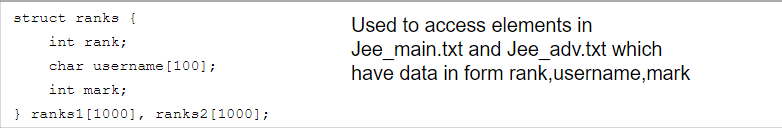 struct ranks {
    int rank;
    char username[100];
    int mark;
} ranks1[1000], ranks2[1000];
Used to access elements in
Jee_main.txt and Jee_adv.txt which
have data in form rank,username,mark